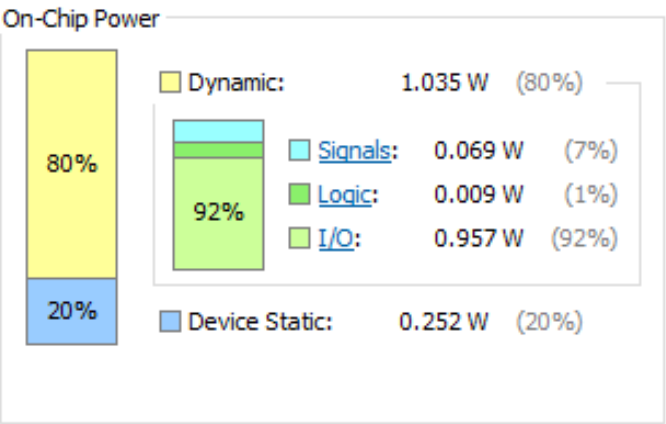 On-Chip Power
80%
20%
Dynamic: 1.035 W (80%)
92%
Signals: 0.069 W (7%)
Logic: 0.009 W (1%)
I/O: 0.957 W (92%)
Device Static: 0.252 W (20%)